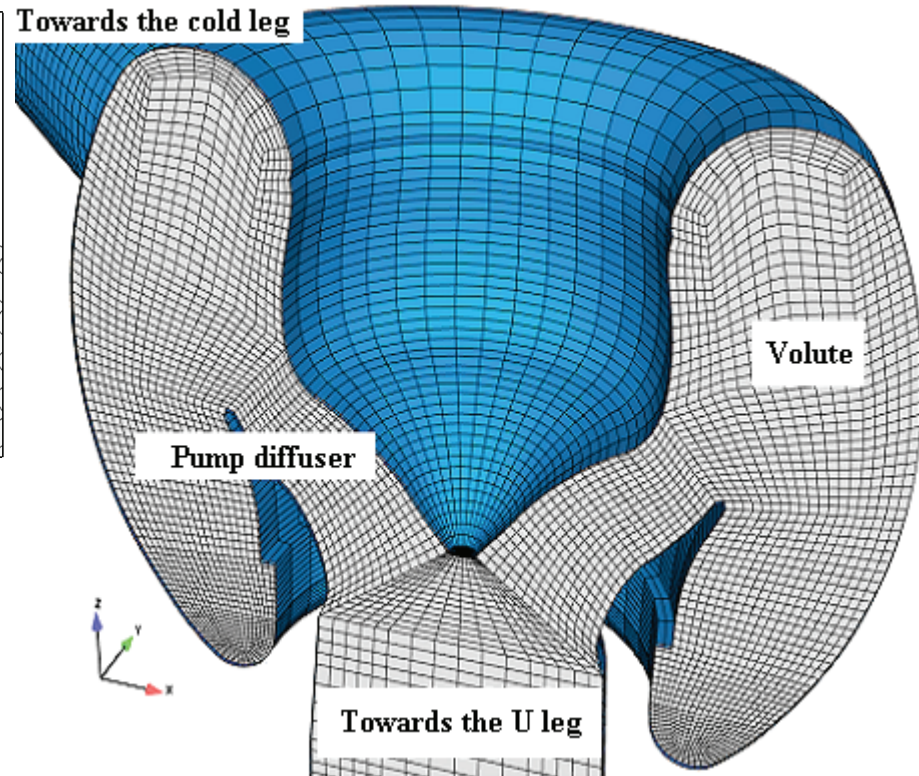 Towards the cold leg
Volute
Pump diffuser
Z
Y
X
Towards the U leg